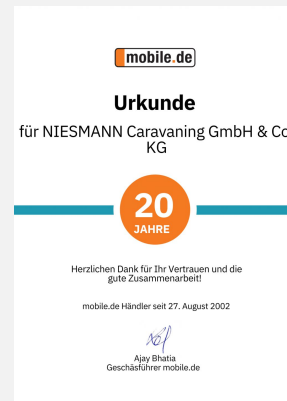 mobile.de
Urkunde
für NIESMANN Caravaning GmbH & Co
KG
20
JAHRE
Herzlichen Dank für Ihr Vertrauen und die
gute Zusammenarbeit!
mobile.de Händler seit 27. August 2002
Ajay Bhatia
Geschäsführer mobile.de